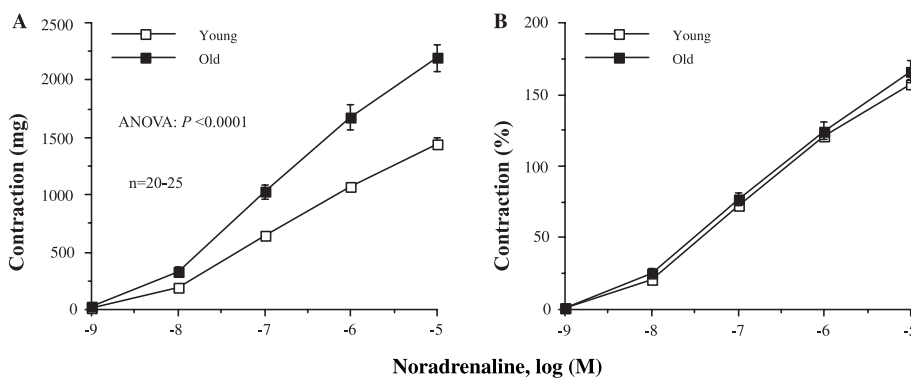 A
Contraction (mg)
2500
2000
1500
1000
500
0
Young
Old
ANOVA: P <0.0001
n=20-25
-9 -8 -7 -6 -5
B
Contraction (%)
200
150
100
50
0
Young
Old
-9 -8 -7 -6 -5
Noradrenaline, log (M)